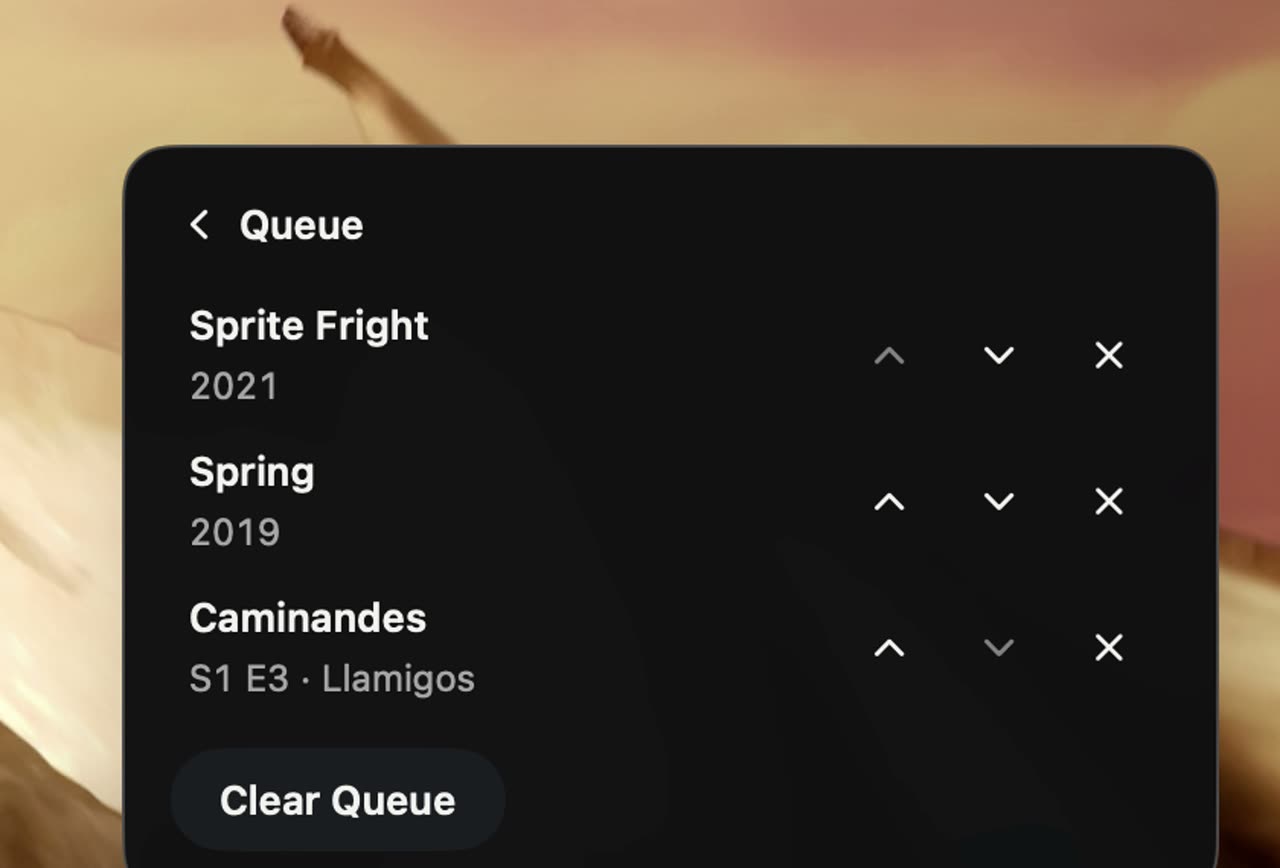 Queue
Sprite Fright
2021
Spring
2019
Caminandes
S1 E3 · Llamigos
Clear Queue